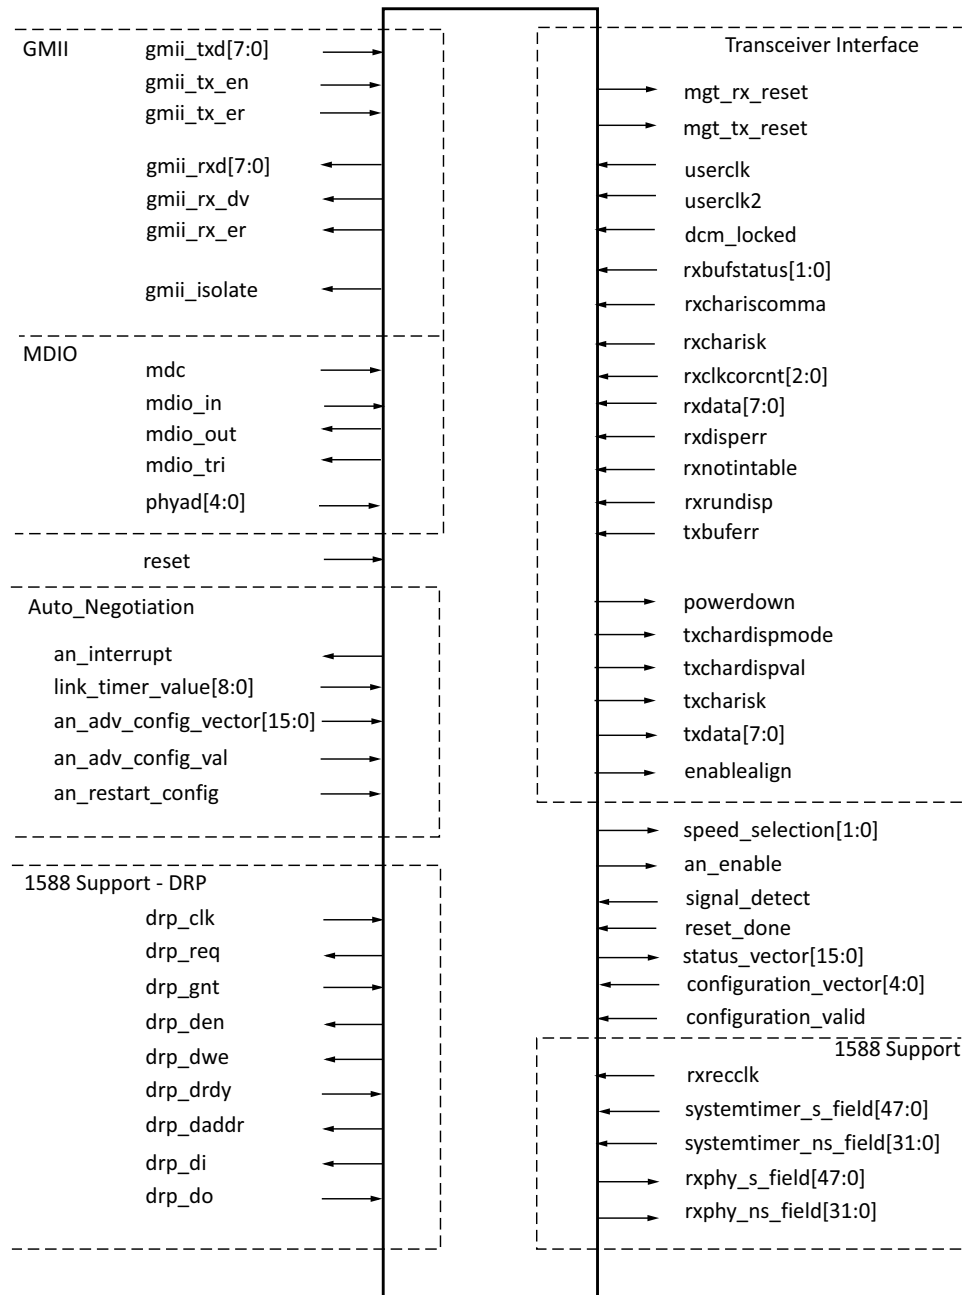 GMII
gmii_txd[7:0]
gmii_tx_en
gmii_tx_er
gmii_rxd[7:0]
gmii_rx_dv
gmii_rx_er
gmii_isolate
MDIO
mdc
mdio_in
mdio_out
mdio_tri
phyad[4:0]
reset
Auto_Negotiation
an_interrupt
link_timer_value[8:0]
an_adv_config_vector[15:0]
an_adv_config_val
an_restart_config
1588 Support - DRP
drp_clk
drp_req
drp_gnt
drp_den
drp_dwe
drp_drdy
drp_daddr
drp_di
drp_do
Transceiver Interface
mgt_rx_reset
mgt_tx_reset
userclk
userclk2
dcm_locked
rxbufstatus[1:0]
rxchariscomma
rxcharisk
rxclkcorcnt[2:0]
rxdata[7:0]
rxdisperr
rxnotintable
rxrundisp
txbuferr
powerdown
txchardispmode
txchardispval
txcharisk
txdata[7:0]
enablealign
speed_selection[1:0]
an_enable
signal_detect
reset_done
status_vector[15:0]
configuration_vector[4:0]
configuration_valid
1588 Support
rxrecclk
systemtimer_s_field[47:0]
systemtimer_ns_field[31:0]
rxphy_s_field[47:0]
rxphy_ns_field[31:0]